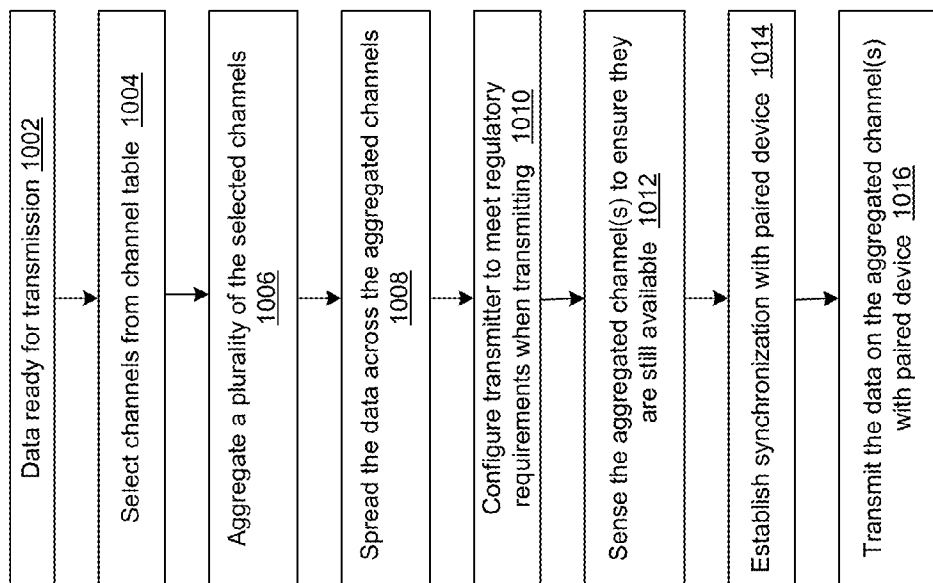 Data ready for transmission 1002
Select channels from channel table 1004
Aggregate a plurality of the selected channels
1006
Spread the data across the aggregated channels
1008
Configure transmitter to meet regulatory
requirements when transmitting 1010
Sense the aggregated channel(s) to ensure they
are still available 1012
Establish synchronization with paired device 1014
Transmit the data on the aggregated channel(s)
with paired device 1016